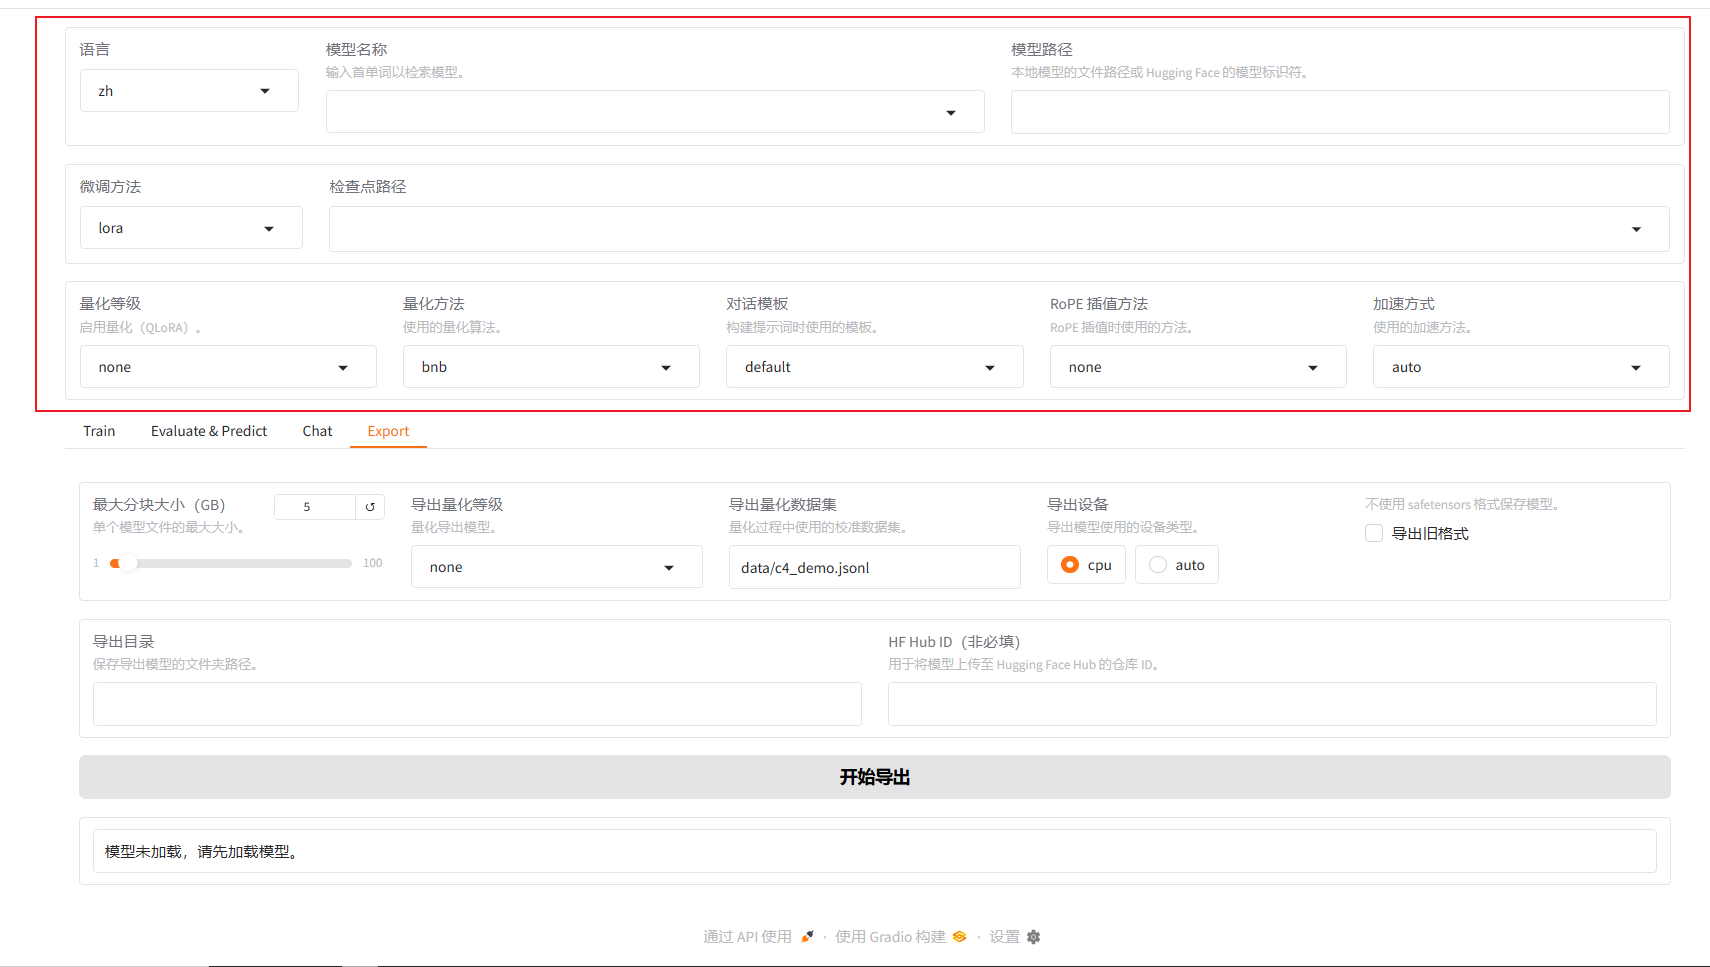 语言
zh
模型名称
输入首单词以检索模型。
模型路径
本地模型的文件路径或 Hugging Face 的模型标识符。
微调方法
lora
检查点路径
量化等级
启用量化（QLoRA）。
none
量化方法
使用的量化算法。
bnb
对话模板
构建提示词时使用的模板。
default
RoPE 插值方法
RoPE 插值时使用的方法。
none
加速方式
使用的加速方法。
auto
Train
Evaluate & Predict
Chat
Export
最大分块大小（GB）
单个模型文件的最大大小。
5
1
100
导出量化等级
量化导出模型。
none
导出量化数据集
量化过程中使用的校准数据集。
data/c4_demo.jsonl
导出设备
导出模型使用的设备类型。
cpu
auto
不使用 safetensors 格式保存模型。
导出旧格式
导出目录
保存导出模型的文件夹路径。
HF Hub ID（非必填）
用于将模型上传至 Hugging Face Hub 的仓库 ID。
开始导出
模型未加载，请先加载模型。
通过 API 使用 · 使用 Gradio 构建 · 设置